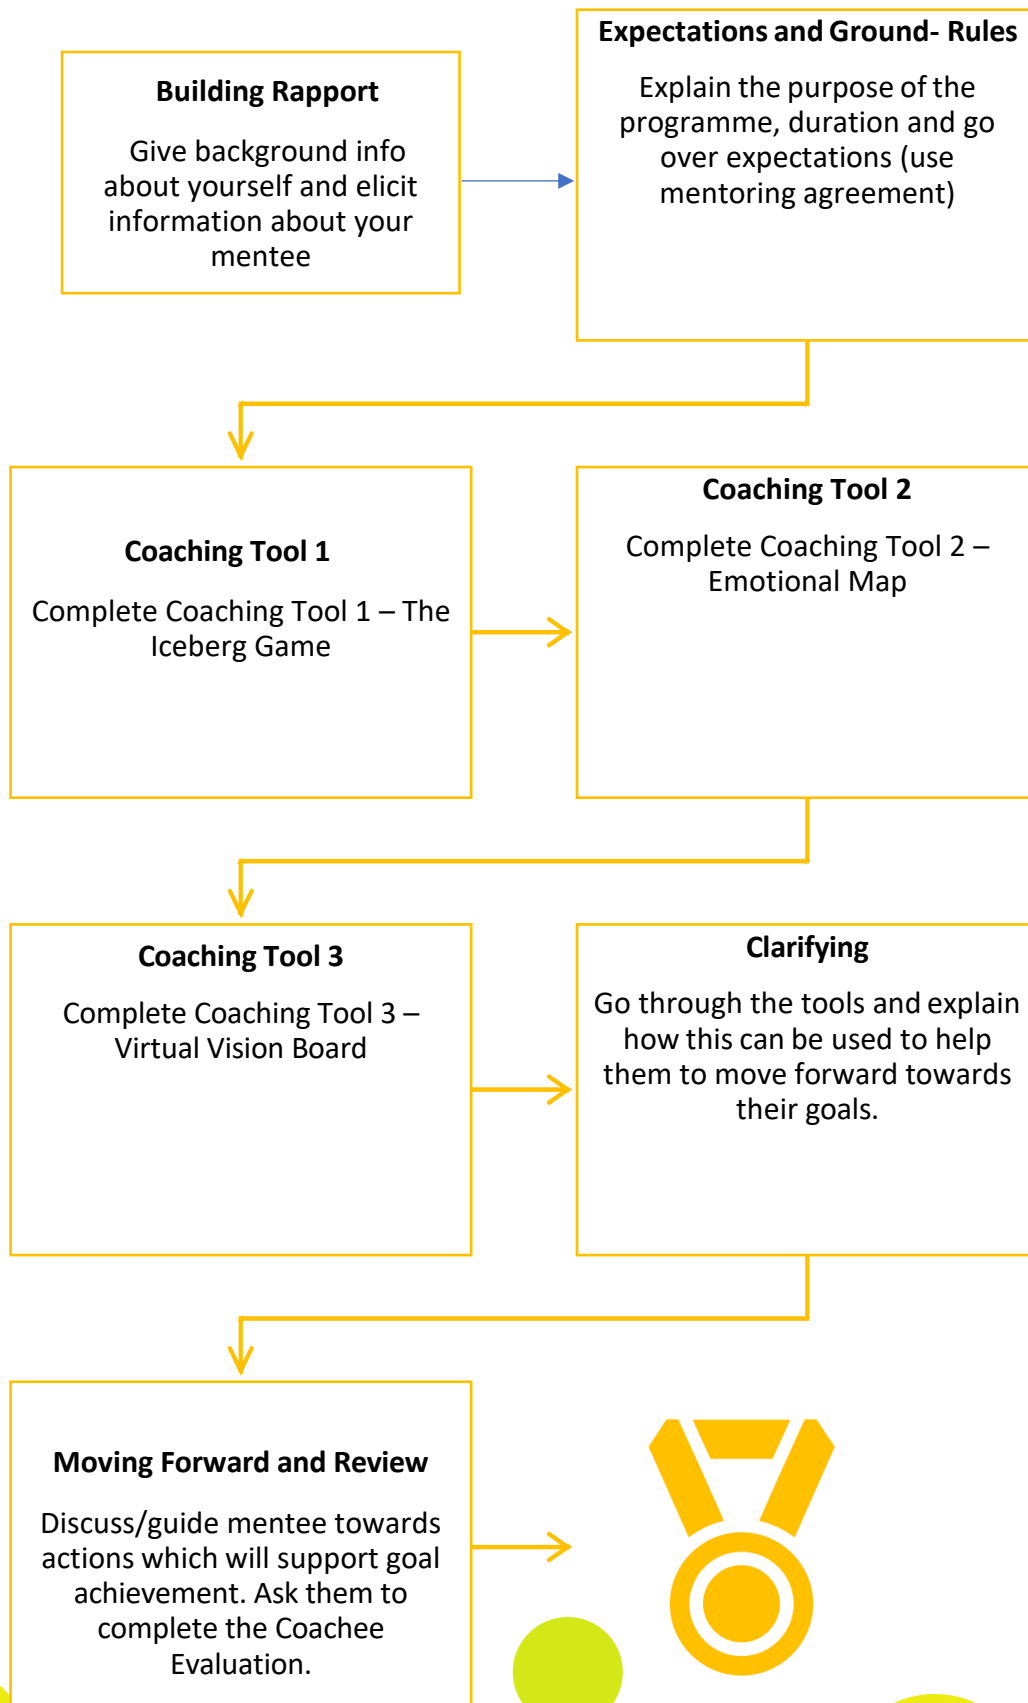 Building Rapport
Give background info
about yourself and elicit
information about your
mentee
Expectations and Ground- Rules
Explain the purpose of the
programme, duration and go
over expectations (use
mentoring agreement)
Coaching Tool 1
Complete Coaching Tool 1 – The
Iceberg Game
Coaching Tool 2
Complete Coaching Tool 2 –
Emotional Map
Coaching Tool 3
Complete Coaching Tool 3 –
Virtual Vision Board
Clarifying
Go through the tools and explain
how this can be used to help
them to move forward towards
their goals.
Moving Forward and Review
Discuss/guide mentee towards
actions which will support goal
achievement. Ask them to
complete the Coachee
Evaluation.